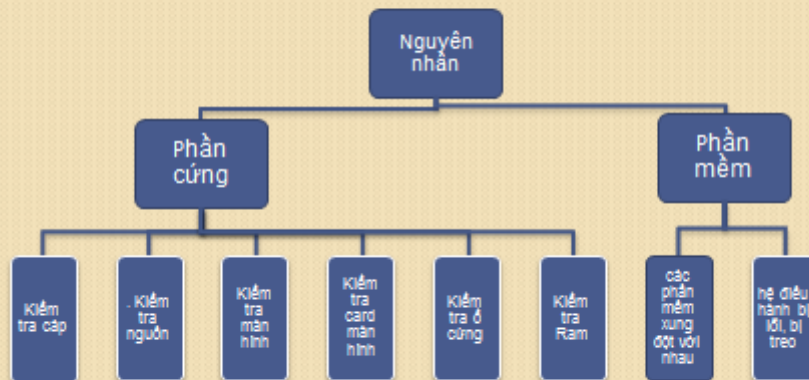 Nguyên
nhân
Phần
cứng
Phần
mềm
Kiểm
tra cáp
. Kiểm
tra
nguồn
Kiểm
tra
màn
hình
Kiểm
tra
card
màn
hình
Kiểm
tra ổ
cứng
Kiểm
tra
Ram
các
phần
mềm
xung
đột với
nhau
hệ điều
hành bị
lỗi, bị
treo